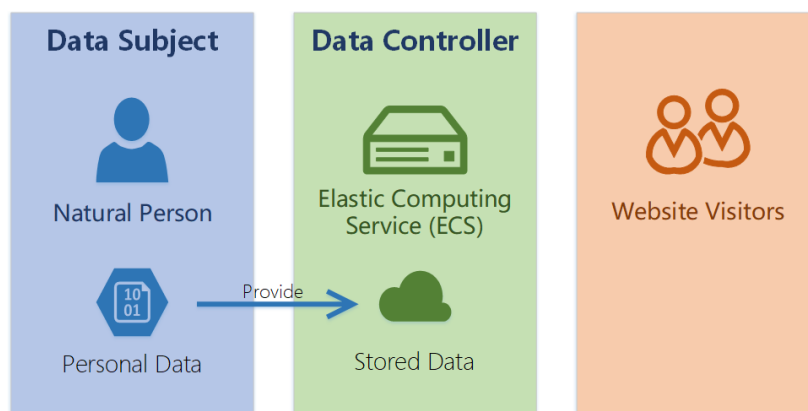 Data Subject
Data Controller
Natural Person
Elastic Computing
Service (ECS)
Website Visitors
10
01
Provide
Personal Data
Stored Data